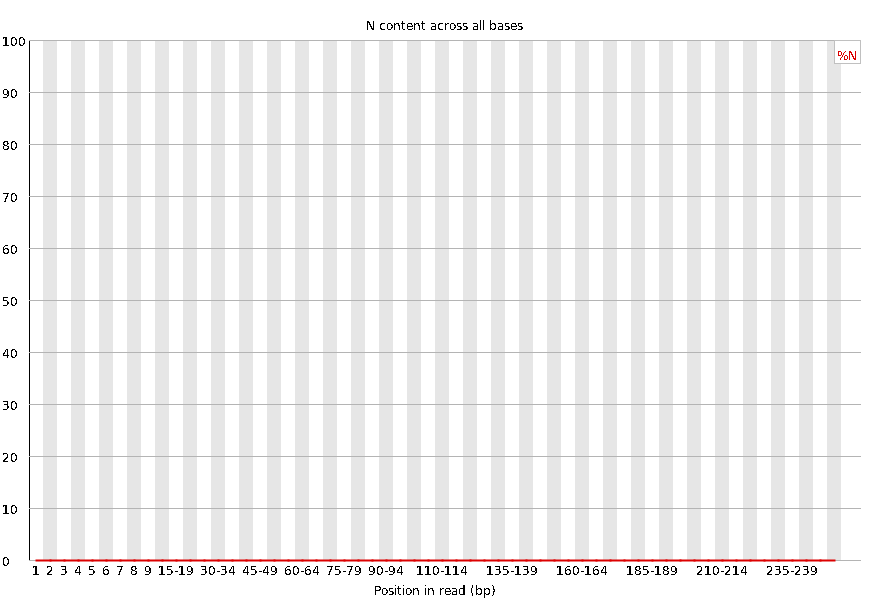 N content across all bases
%N
100
90
80
70
60
50
40
30
20
10
0
1 2 3 4 5 6 7 8 9 15-19 30-34 45-49 60-64 75-79 90-94 110-114 135-139 160-164 185-189 210-214 235-239
Position in read (bp)